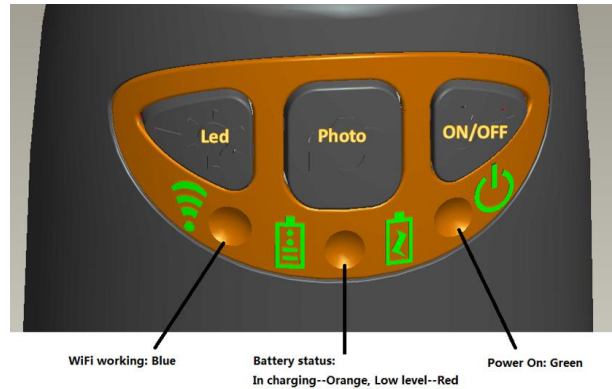 Led
Photo
ON/OFF
WiFi working: Blue
Battery status:
In charging--Orange, Low level--Red
Power On: Green